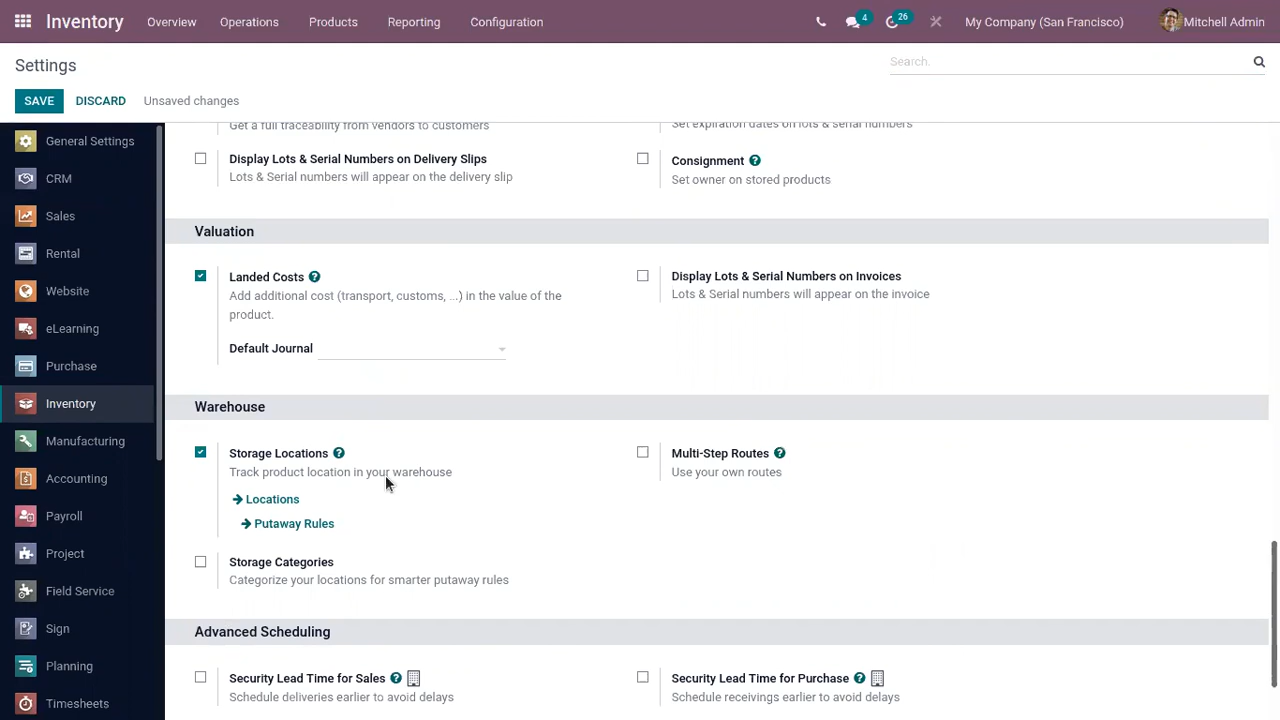 Inventory Overview Operations Products Reporting Configuration 4 26 My Company (San Francisco) Mitchell Admin
Settings
Search.
SAVE DISCARD Unsaved changes
General Settings
CRM
Sales
Rental
Website
eLearning
Purchase
Inventory
Manufacturing
Accounting
Payroll
Project
Field Service
Sign
Planning
Timesheets
Get a full traceability from vendors to customers
Set expiration dates on lots & serial numbers
Display Lots & Serial Numbers on Delivery Slips
Lots & Serial numbers will appear on the delivery slip
Consignment ?
Set owner on stored products
Valuation
Landed Costs ?
Add additional cost (transport, customs, ...) in the value of the
product.
Default Journal
Display Lots & Serial Numbers on Invoices
Lots & Serial numbers will appear on the invoice
Warehouse
Storage Locations ?
Track product location in your warehouse
Locations
Putaway Rules
Multi-Step Routes ?
Use your own routes
Storage Categories
Categorize your locations for smarter putaway rules
Advanced Scheduling
Security Lead Time for Sales ?
Schedule deliveries earlier to avoid delays
Security Lead Time for Purchase ?
Schedule receivings earlier to avoid delays